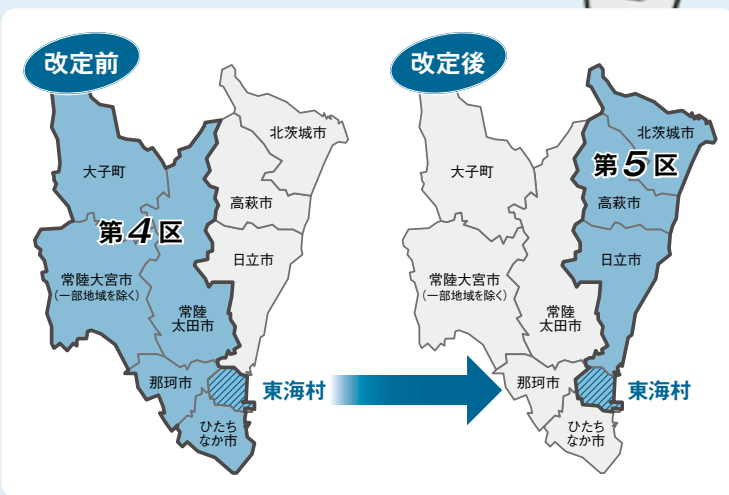 改定前
北茨城市
大子町
高萩市
第4区
日立市
常陸大宮市
(一部地域を除く)
常陸
太田市
那珂市
東海村
ひたち
なか市
改定後
北茨城市
第5区
大子町
高萩市
日立市
常陸大宮市
(一部地域を除く)
常陸
太田市
那珂市
東海村
ひたち
なか市